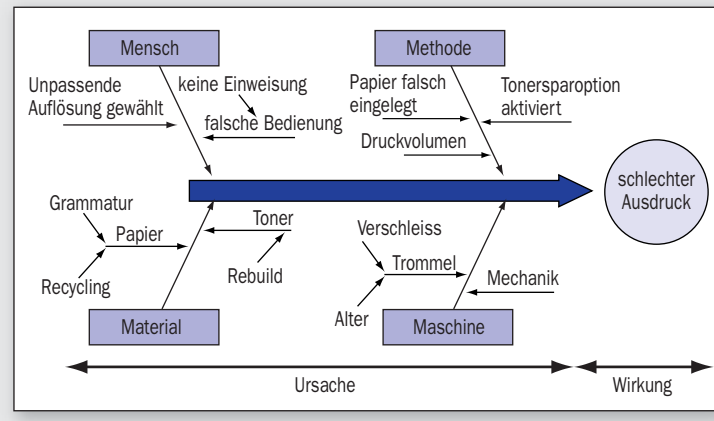 Mensch
Methode
Unpassende
Auflösung gewählt
keine Einweisung
falsche Bedienung
Papier falsch
eingelegt
Tonersparoption
aktiviert
Druckvolumen
schlechter
Ausdruck
Grammatur
Papier
Recycling
Toner
Rebuild
Verschleiss
Trommel
Alter
Mechanik
Material
Maschine
Ursache
Wirkung